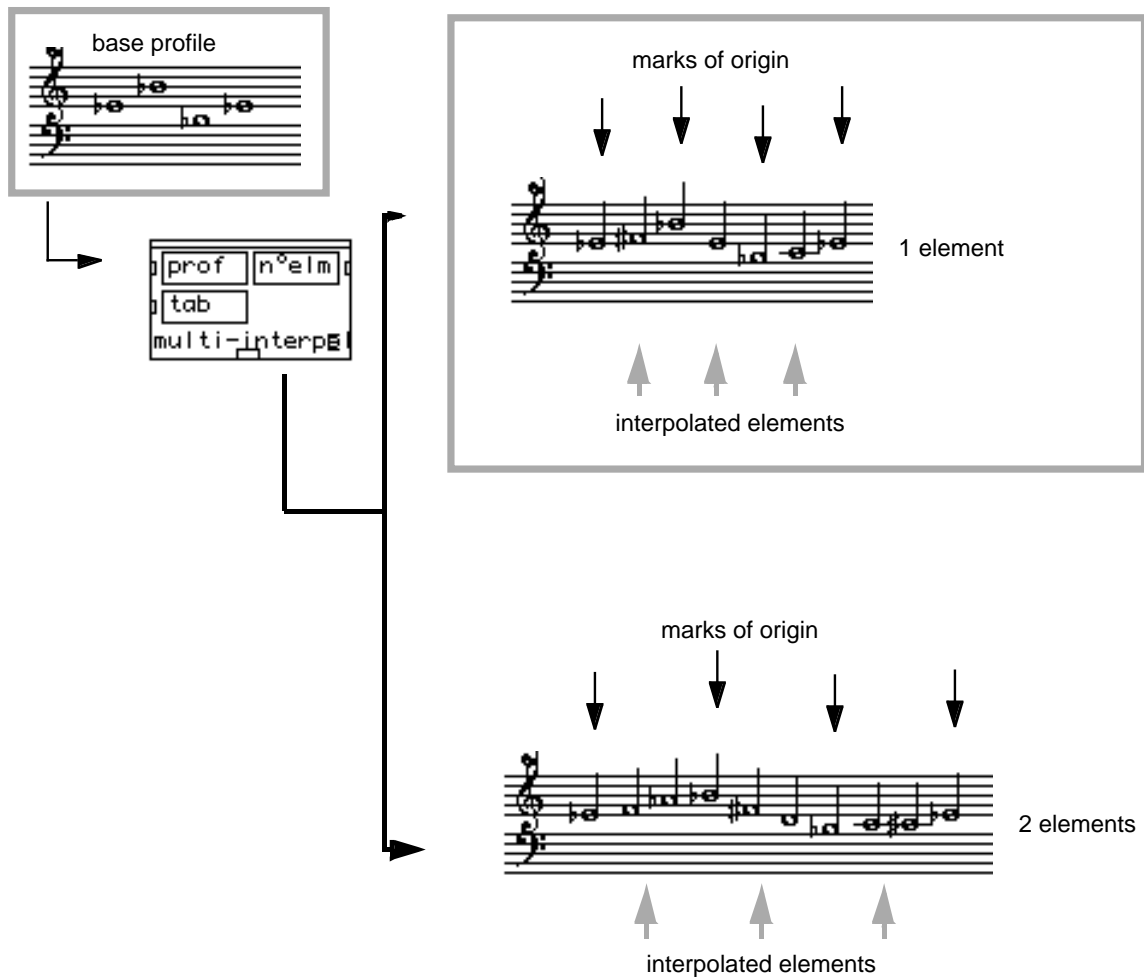 base profile
prof n°elm
tab
multi-interpol
marks of origin
1 element
interpolated elements
marks of origin
2 elements
interpolated elements